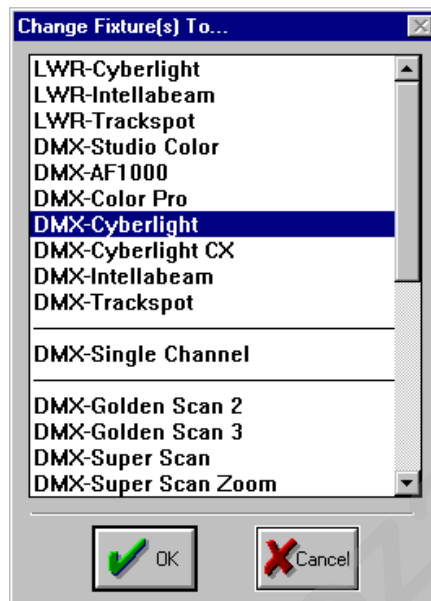 Change Fixture(s) To...
LWR-Cyberlight
LWR-Intellabeam
LWR-Trackspot
DMX-Studio Color
DMX-AF1000
DMX-Color Pro
DMX-Cyberlight
DMX-Cyberlight CX
DMX-Intellabeam
DMX-Trackspot
DMX-Single Channel
DMX-Golden Scan 2
DMX-Golden Scan 3
DMX-Super Scan
DMX-Super Scan Zoom
OK
Cancel